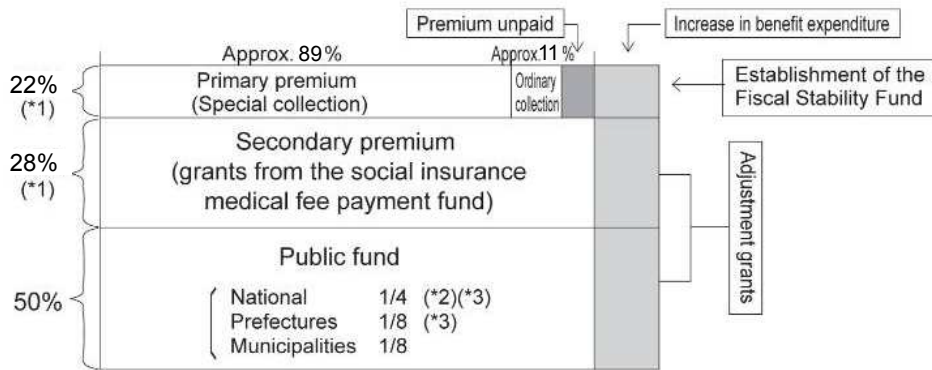 Premium unpaid
Increase in benefit expenditure
Approx. 89%
Approx. 11 %
22%
(*1)
Primary premium
(Special collection)
Ordinary
collection
Establishment of the
Fiscal Stability Fund
28%
(*1)
Secondary premium
(grants from the social insurance
medical fee payment fund)
Adjustment grants
50%
Public fund
National 1/4 (*2)(*3)
Prefectures 1/8 (*3)
Municipalities 1/8